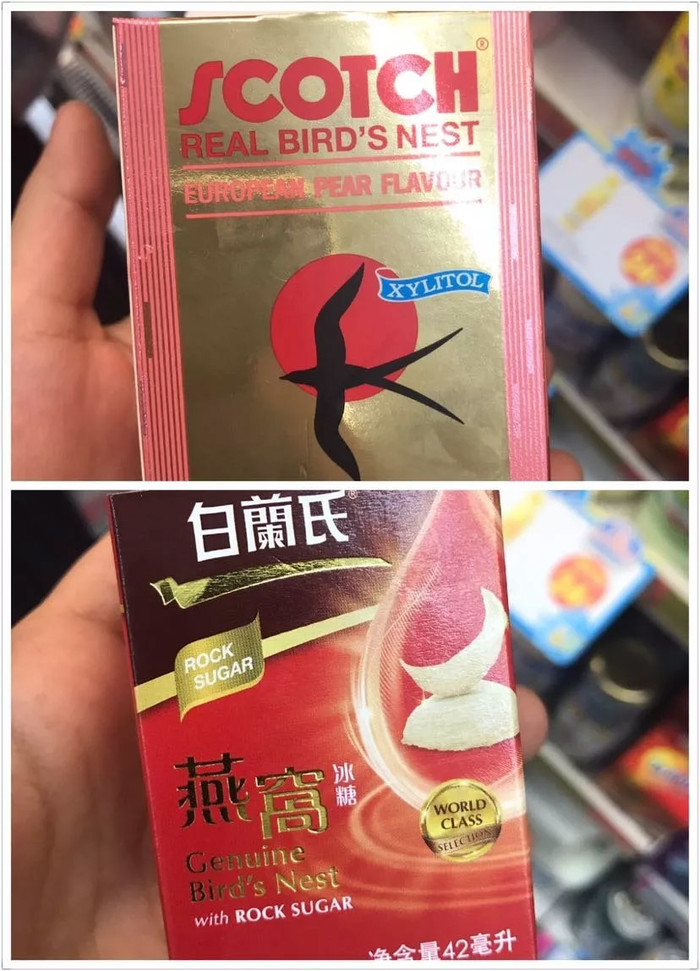 SCOTCH®
REAL BIRD'S NEST
EUROPEAN PEAR FLAVOUR
XYLITOL
白蘭氏®
ROCK
SUGAR
燕窩
冰糖
WORLD
CLASS
SELECTION
Genuine
Bird's Nest
with ROCK SUGAR
净含量42毫升